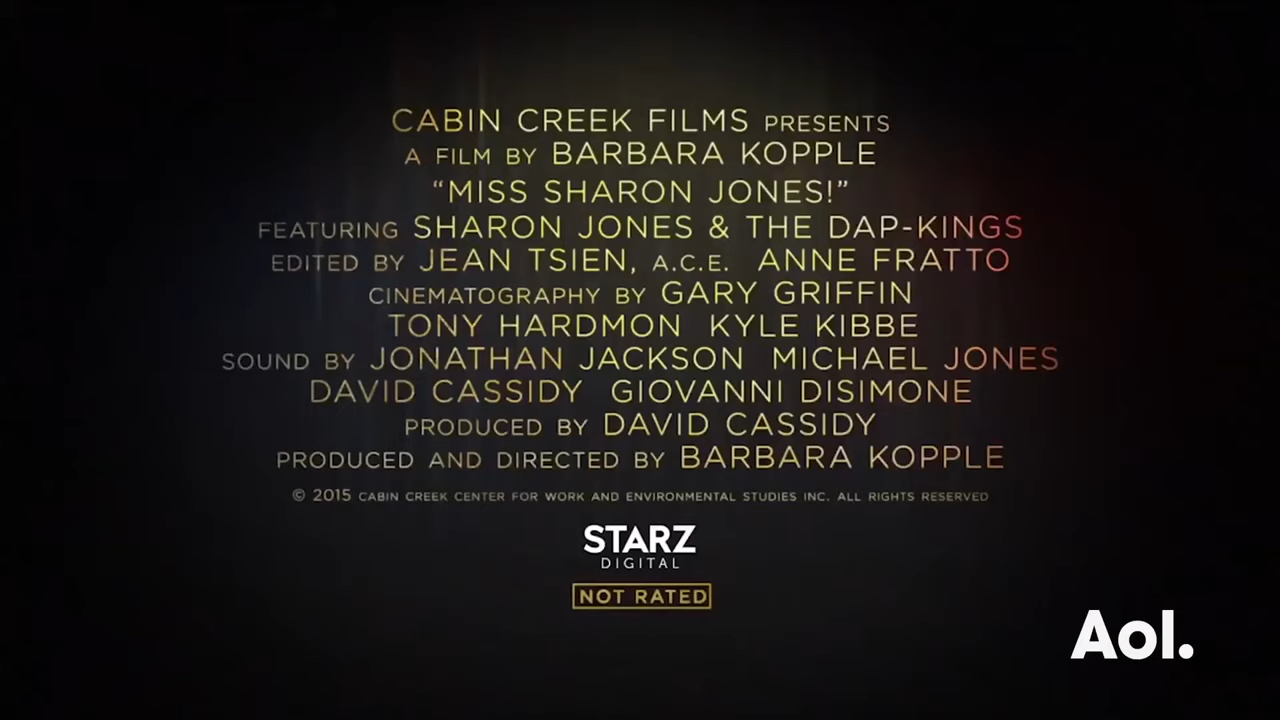 CABIN CREEK FILMS PRESENTS
A FILM BY BARBARA KOPPLE
“MISS SHARON JONES!”
FEATURING SHARON JONES & THE DAP-KINGS
EDITED BY JEAN TSIEN, A.C.E. ANNE FRATTO
CINEMATOGRAPHY BY GARY GRIFFIN
TONY HARDMON KYLE KIBBE
SOUND BY JONATHAN JACKSON MICHAEL JONES
DAVID CASSIDY GIOVANNI DISIMONE
PRODUCED BY DAVID CASSIDY
PRODUCED AND DIRECTED BY BARBARA KOPPLE
© 2015 CABIN CREEK CENTER FOR WORK AND ENVIRONMENTAL STUDIES INC. ALL RIGHTS RESERVED
STARZ
DIGITAL
NOT RATED
Aol.